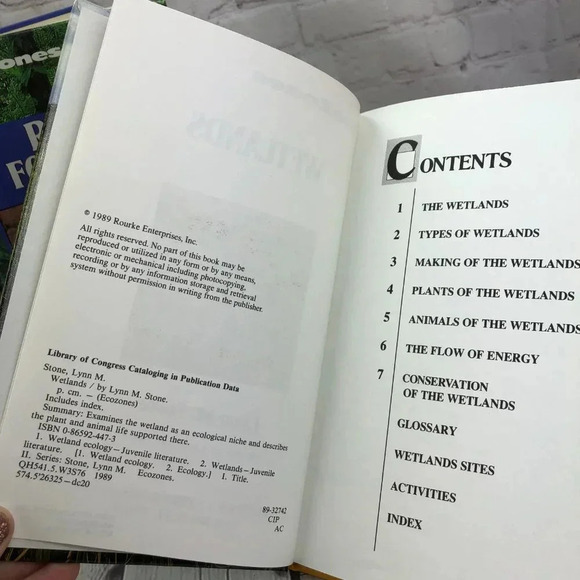 ones
© 1989 Rourke Enterprises, Inc.
All rights reserved. No part of this book may be
reproduced or utilized in any form or by any means,
electronic or mechanical including photocopying,
recording or by any information storage and retrieval
system without permission in writing from the publisher.
Library of Congress Cataloging in Publication Data
Stone, Lynn M.
Wetlands / by Lynn M. Stone.
p. cm. – (Ecozones)
Includes index.
Summary: Examines the wetland as an ecological niche and describes
the plant and animal life supported there.
ISBN 0-86592-447-3
1. Wetland ecology—Juvenile literature. 2. Wetlands—Juvenile
literature. [1. Wetland ecology. 2. Ecology.] I. Title.
II. Series: Stone, Lynn M. Ecozones.
QH541.5.W3S76 1989
574.5'26325–dc20
89-32742
CIP
AC
CONTENTS
1 THE WETLANDS
2 TYPES OF WETLANDS
3 MAKING OF THE WETLANDS
4 PLANTS OF THE WETLANDS
5 ANIMALS OF THE WETLANDS
6 THE FLOW OF ENERGY
7 CONSERVATION
OF THE WETLANDS
GLOSSARY
WETLANDS SITES
ACTIVITIES
INDEX